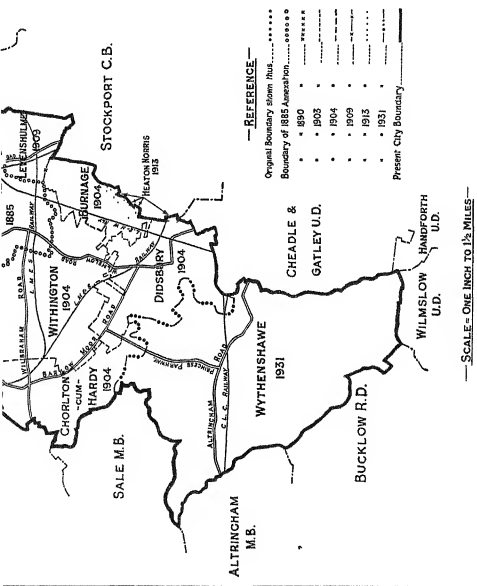 STOCKPORT C.B.
LEVENSHULME
1909
1885
BURNAGE
1904
HEATON NORRIS
1913
WILBRAHAM ROAD
L.M.E.S. RAILWAY
WITHINGTON
1904
DIDSBURY
1904
CHORLTON
-CUM-
HARDY
1904
BARLOW MOOR ROAD
PRINCESS PARKWAY
SALE M.B.
CHEADLE &
GATLEY U.D.
ALTRINCHAM ROAD
C L C RAILWAY
WYTHENSHAWE
1931
ALTRINCHAM
M.B.
BUCKLOW R.D.
WILMSLOW
U.D.
HANDFORTH
U.D.
—REFERENCE—
Original Boundary shown thus
Boundary of 1885 Annexation
" " 1890 "
" " 1903 "
" " 1904 "
" " 1909 "
" " 1913 "
" " 1931 "
Present City Boundary
—SCALE=ONE INCH TO 1½ MILES—